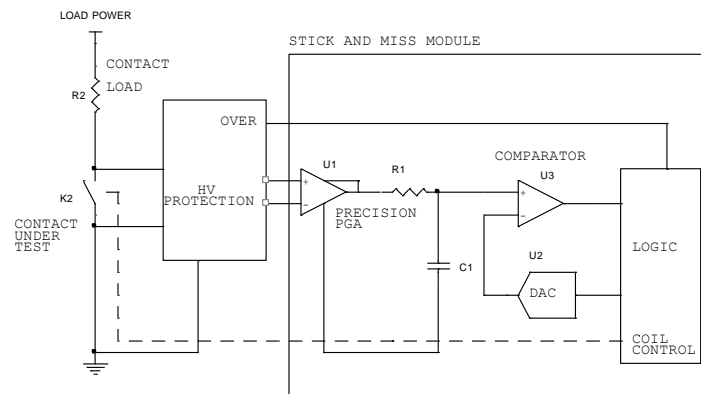 LOAD POWER
STICK AND MISS MODULE
CONTACT
LOAD
R2
OVER
U1
R1
COMPARATOR
U3
+
-
+
-
K2
HV
PROTECTION
PRECISION
PGA
CONTACT
UNDER
TEST
LOGIC
U2
C1
DAC
COIL
CONTROL